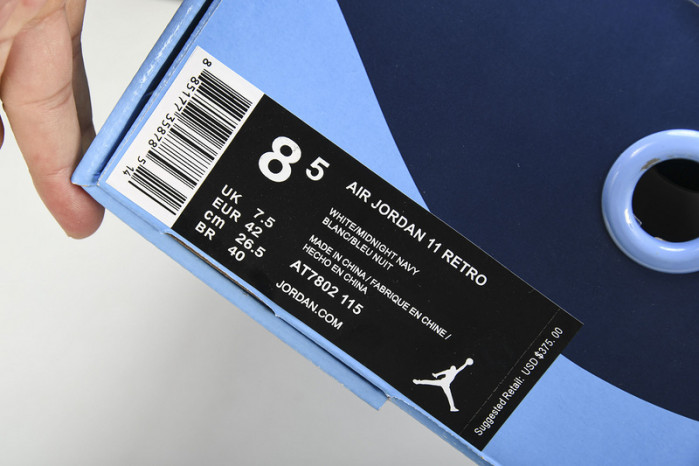 8 85177 35878 5 14
8 5
UK 7.5
EUR 42
cm 26.5
BR 40
AIR JORDAN 11 RETRO
WHITE/MIDNIGHT NAVY
BLANC/BLEU NUIT
MADE IN CHINA / FABRIQUE EN CHINE /
HECHO EN CHINA
AT7802 115
JORDAN.COM
Suggested Retail: USD $375.00